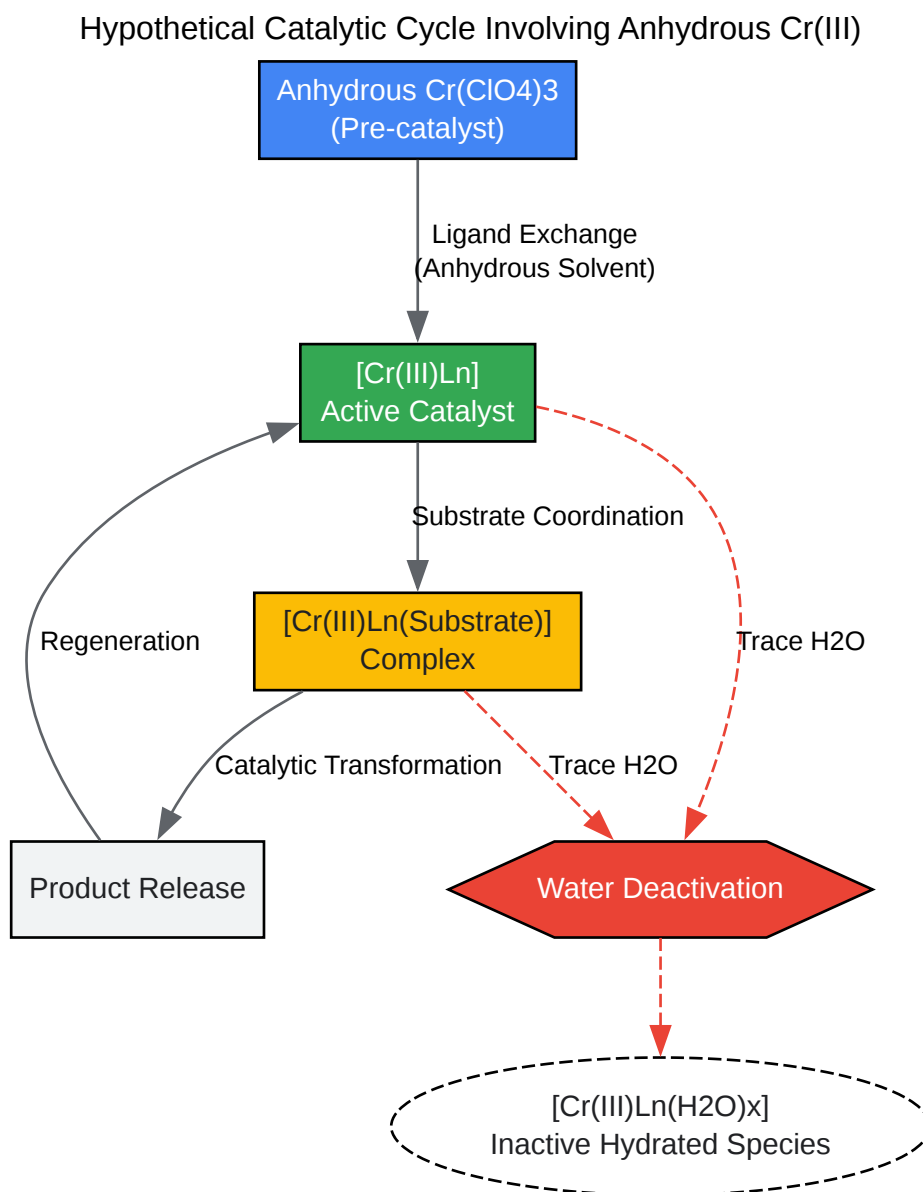 Hypothetical Catalytic Cycle Involving Anhydrous Cr(III)
Anhydrous Cr(ClO4)3
(Pre-catalyst)
Ligand Exchange
(Anhydrous Solvent)
[Cr(III)Ln]
Active Catalyst
Substrate Coordination
[Cr(III)Ln(Substrate)]
Complex
Regeneration
Trace H2O
Catalytic Transformation
Trace H2O
Product Release
Water Deactivation
[Cr(III)Ln(H2O)x]
Inactive Hydrated Species